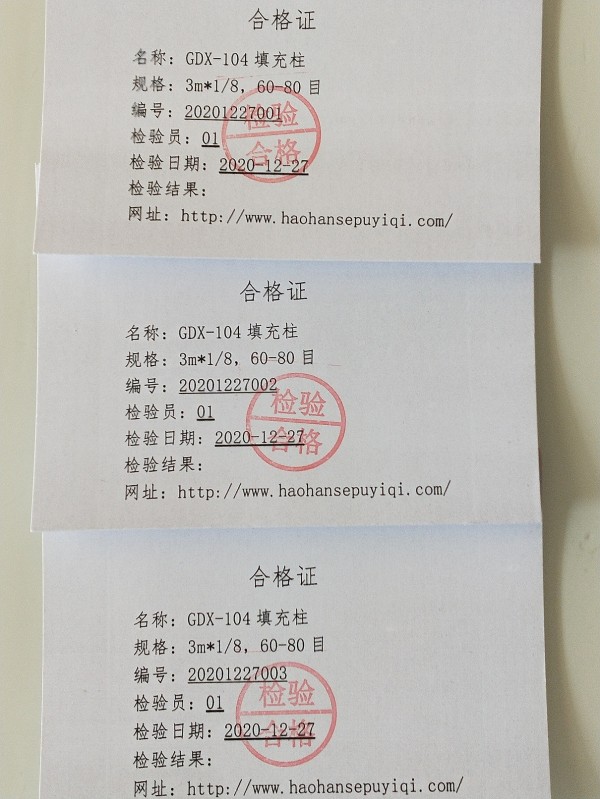 合格证
名称：GDX-104 填充柱
规格：3m*1/8，60-80 目
编号：20201227001
检验员：01
检验日期：2020-12-27
检验结果：
网址：http://www.haohansepuyiqi.com/
检验
合格
合格证
名称：GDX-104 填充柱
规格：3m*1/8，60-80 目
编号：20201227002
检验员：01
检验日期：2020-12-27
检验结果：
网址：http://www.haohansepuyiqi.com/
检验
合格
合格证
名称：GDX-104 填充柱
规格：3m*1/8，60-80 目
编号：20201227003
检验员：01
检验日期：2020-12-27
检验结果：
网址：http://www.haohansepuyiqi.com/
检验
合格